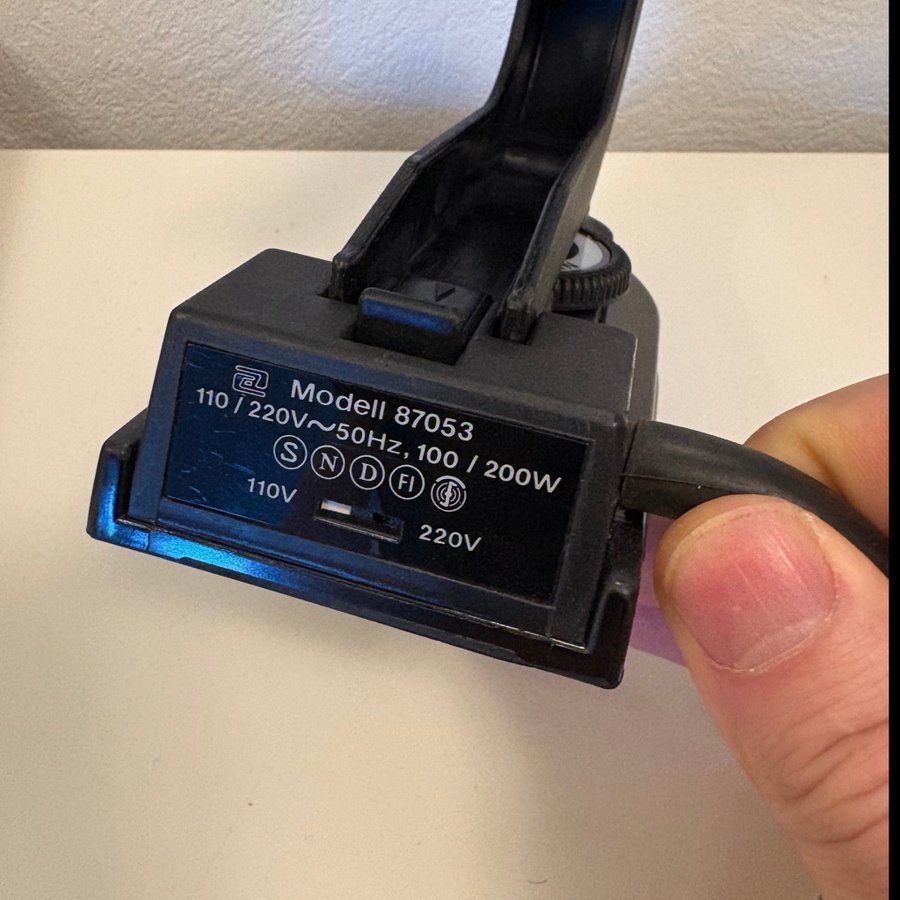 Modell 87053
110 / 220V~50Hz, 100 / 200W
S N D FI
110V
220V